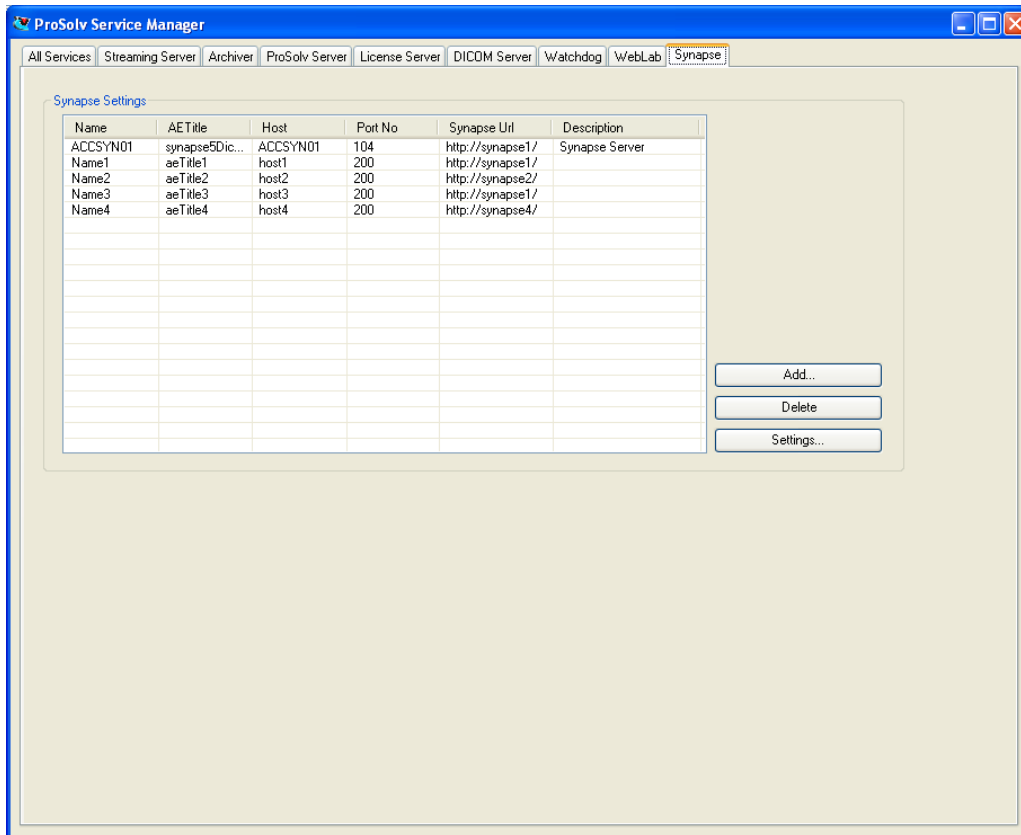 ProSolv Service Manager
All Services Streaming Server Archiver ProSolv Server License Server DICOM Server Watchdog WebLab Synapse
Synapse Settings
Name AETitle Host Port No Synapse Url Description
ACCSYN01 synapse5Dic... ACCSYN01 104 http://synapse1/ Synapse Server
Name1 aeTitle1 host1 200 http://synapse1/
Name2 aeTitle2 host2 200 http://synapse2/
Name3 aeTitle3 host3 200 http://synapse1/
Name4 aeTitle4 host4 200 http://synapse4/
Add...
Delete
Settings...